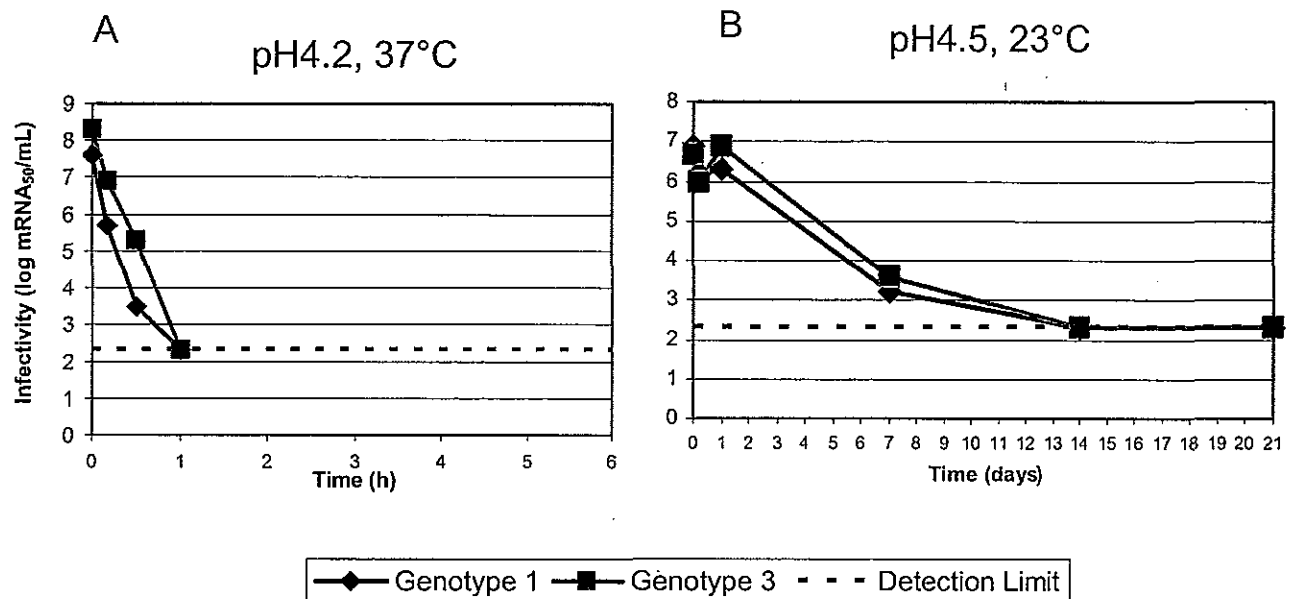 A
pH4.2, 37°C
Infectivity (log mRNA50/mL)
9
8
7
6
5
4
3
2
1
0
0 1 2 3 4 5 6
Time (h)
B
pH4.5, 23°C
8
7
6
5
4
3
2
1
0
0 1 2 3 4 5 6 7 8 9 10 11 12 13 14 15 16 17 18 19 20 21
Time (days)
Genotype 1 Genotype 3 Detection Limit